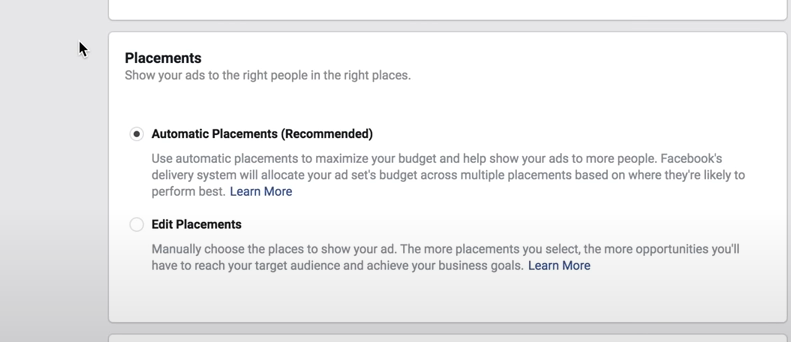 Placements
Show your ads to the right people in the right places.
Automatic Placements (Recommended)
Use automatic placements to maximize your budget and help show your ads to more people. Facebook's
delivery system will allocate your ad set's budget across multiple placements based on where they're likely to
perform best. Learn More
Edit Placements
Manually choose the places to show your ad. The more placements you select, the more opportunities you'll
have to reach your target audience and achieve your business goals. Learn More